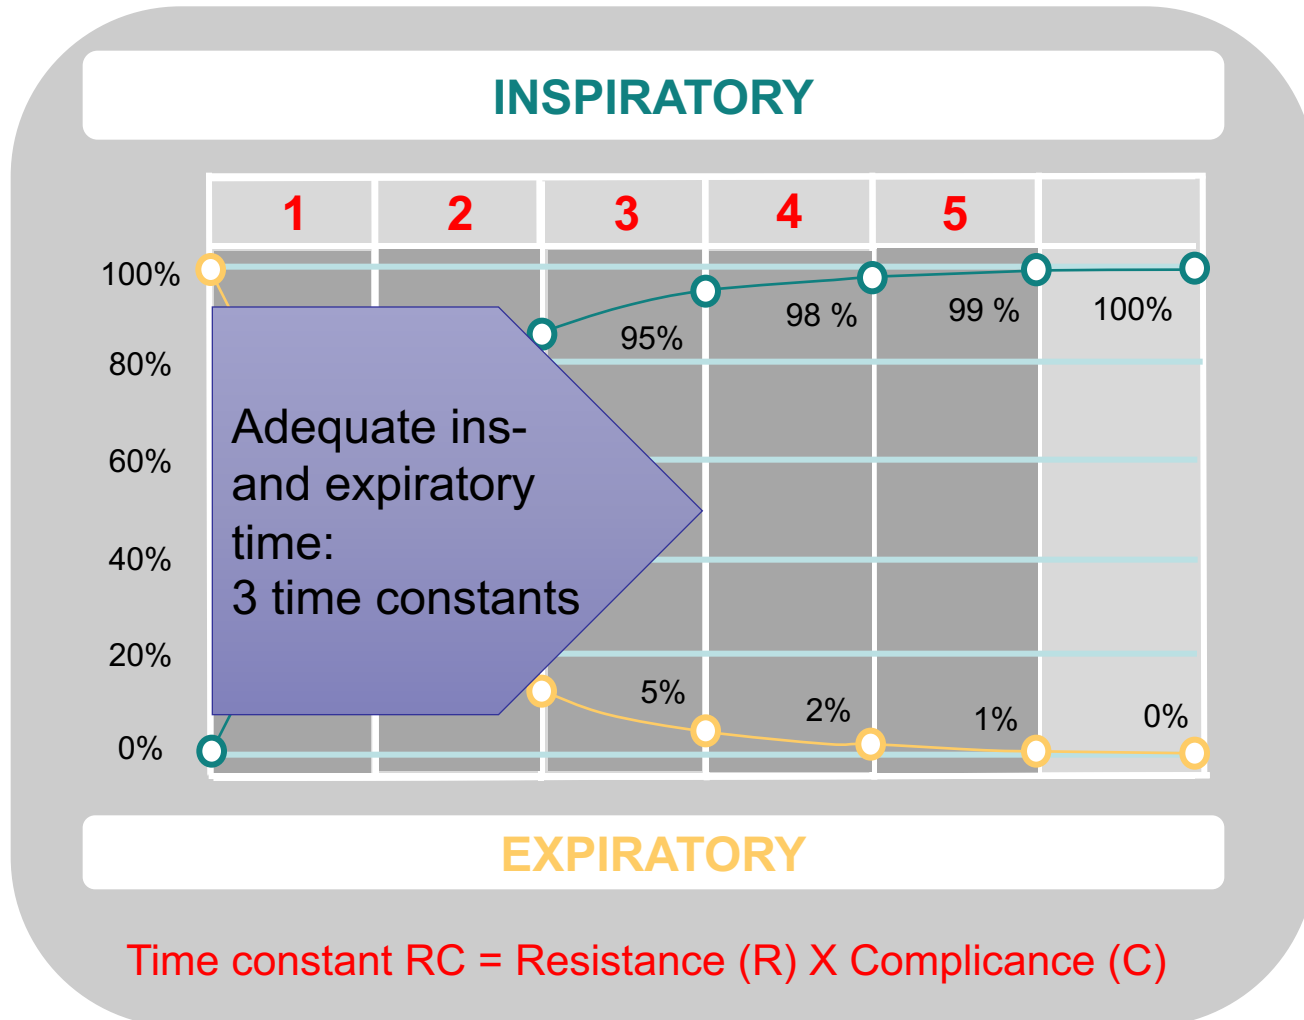 INSPIRATORY
1 2 3 4 5
100%
80%
60%
40%
20%
0%
95%
98 %
99 %
100%
Adequate ins-
and expiratory
time:
3 time constants
5%
2%
1%
0%
EXPIRATORY
Time constant RC = Resistance (R) X Complicance (C)